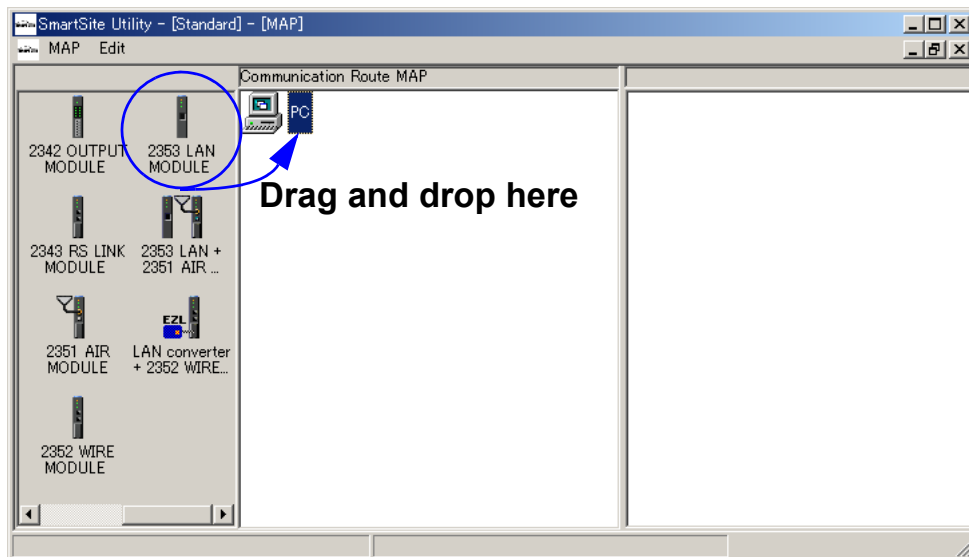 SmartSite Utility - [Standard] - [MAP]
MAP Edit
Communication Route MAP
PC
2342 OUTPUT
MODULE
2353 LAN
MODULE
Drag and drop here
2343 RS LINK
MODULE
2353 LAN +
2351 AIR ...
EZL
2351 AIR
MODULE
LAN converter
+ 2352 WIRE...
2352 WIRE
MODULE